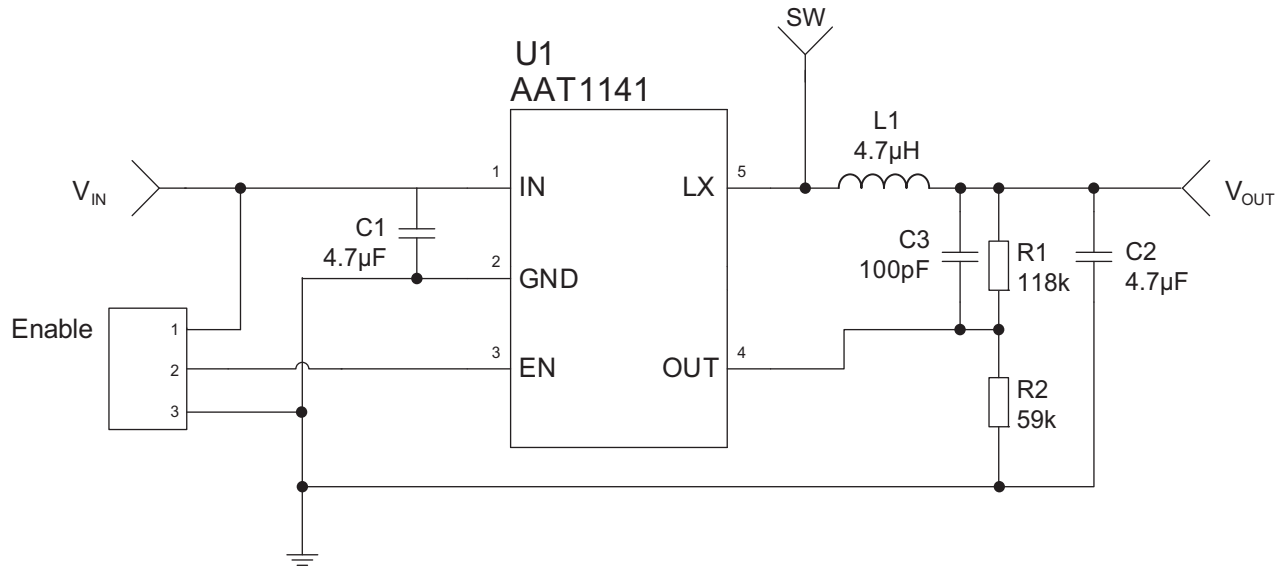 SW
U1
AAT1141
L1
4.7µH
V_IN
1
IN
LX
5
V_OUT
C1
4.7µF
C3
100pF
R1
118k
C2
4.7µF
2
GND
Enable
1
2
3
3
EN
OUT
4
R2
59k